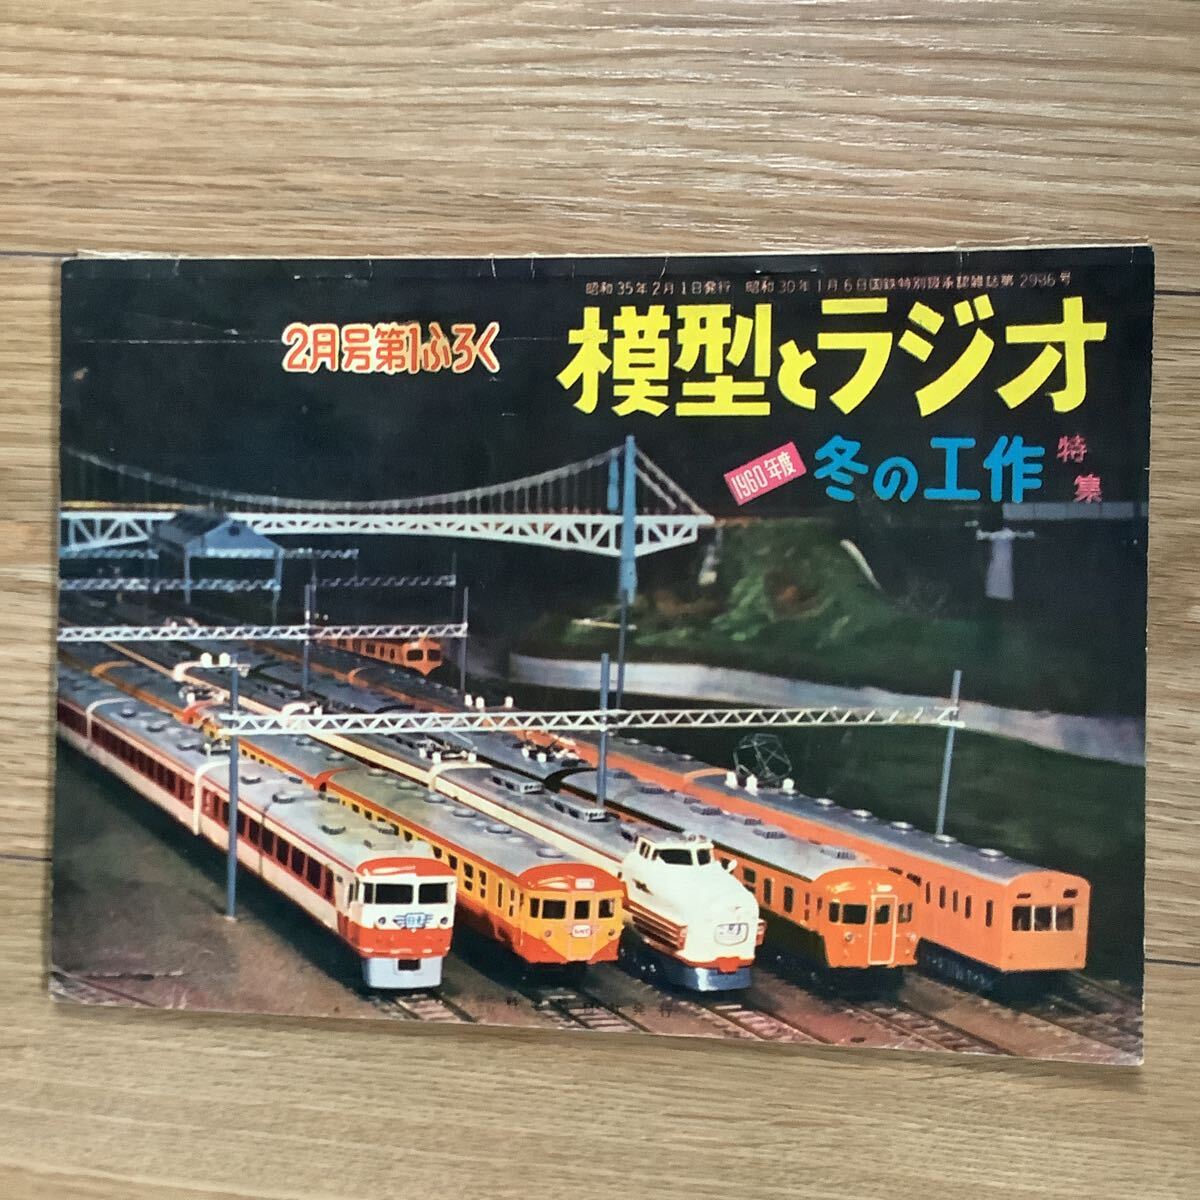 昭和35年2月1日発行 昭和30年1月6日国鉄特別扱承認雑誌第2986号
2月号第1ふろく
模型とラジオ
1960年度 冬の工作 特集
発行